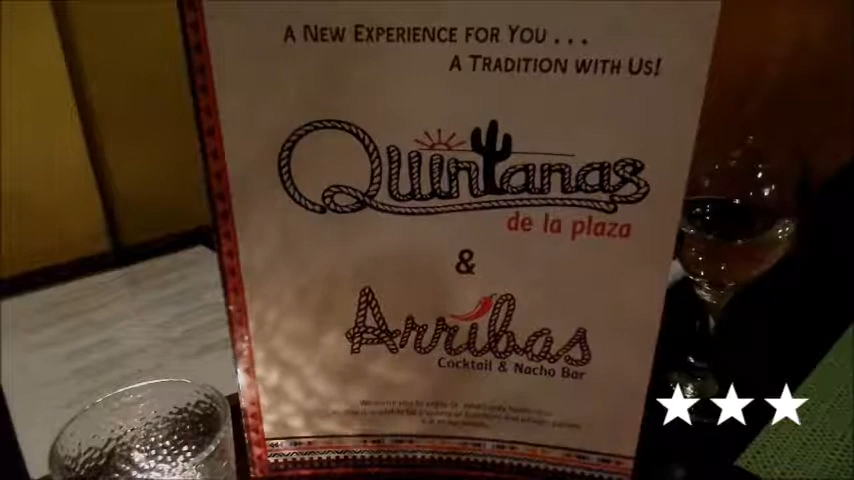 A NEW EXPERIENCE FOR YOU . . .
A TRADITION WITH US!
Quintanas
de la plaza
&
Arribas
Cocktail & Nacho Bar